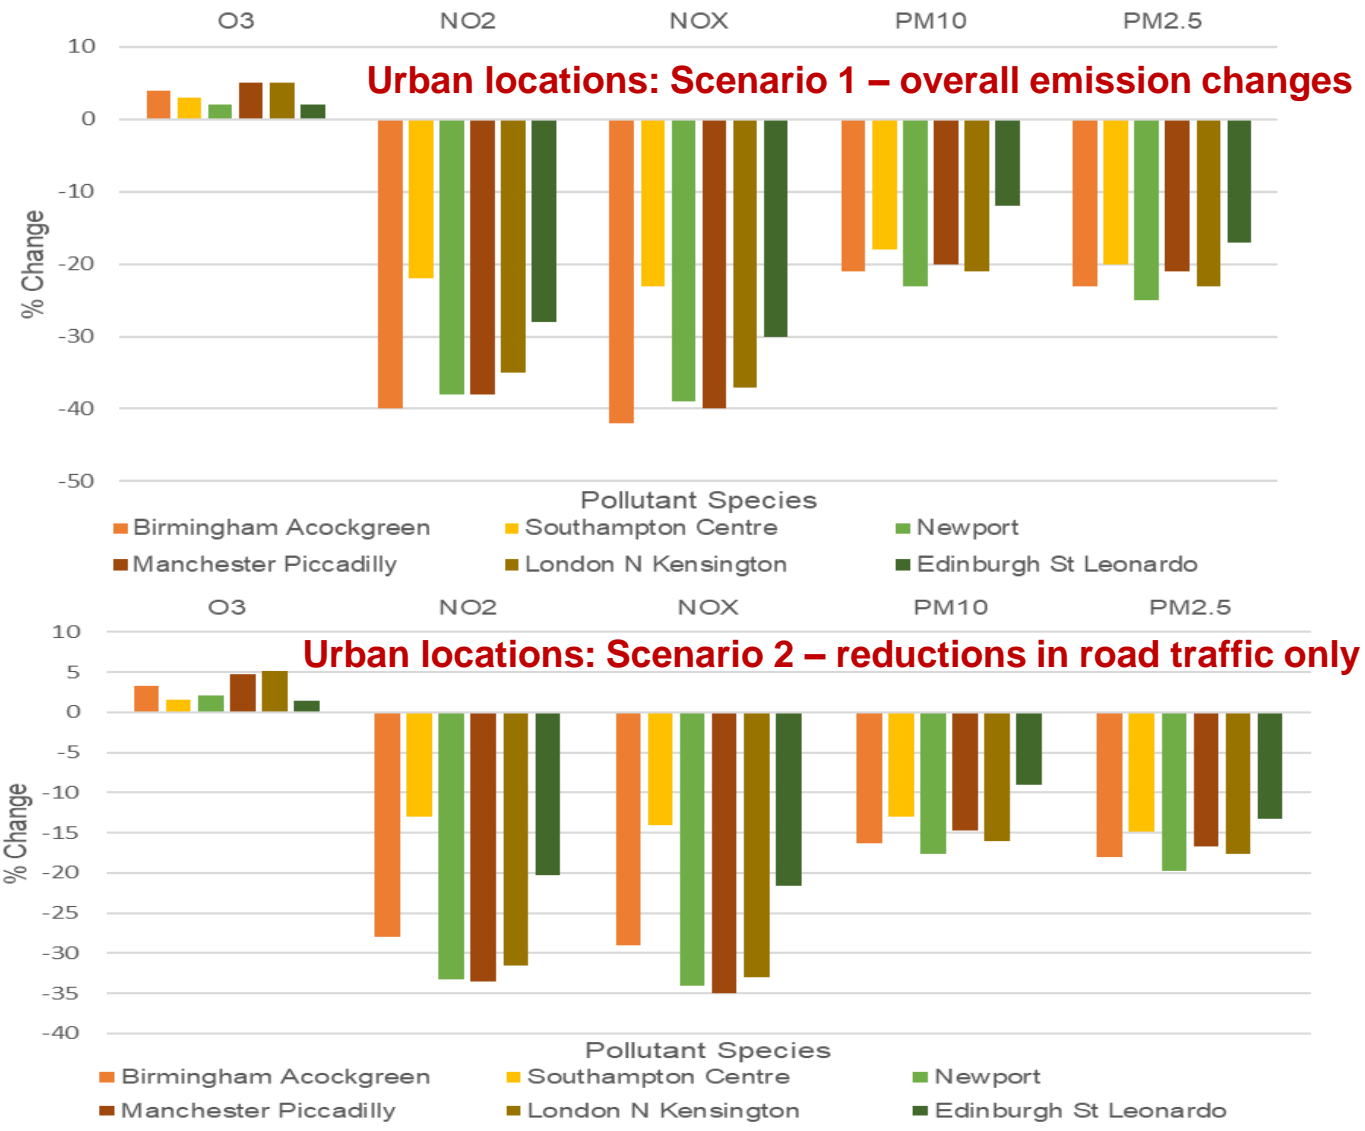 O3 NO2 NOX PM10 PM2.5
Urban locations: Scenario 1 – overall emission changes
10
0
-10
-20
-30
-40
-50
% Change
Pollutant Species
Birmingham Acockgreen Southampton Centre Newport
Manchester Piccadilly London N Kensington Edinburgh St Leonardo
O3 NO2 NOX PM10 PM2.5
Urban locations: Scenario 2 – reductions in road traffic only
10
5
0
-5
-10
-15
-20
-25
-30
-35
-40
% Change
Pollutant Species
Birmingham Acockgreen Southampton Centre Newport
Manchester Piccadilly London N Kensington Edinburgh St Leonardo